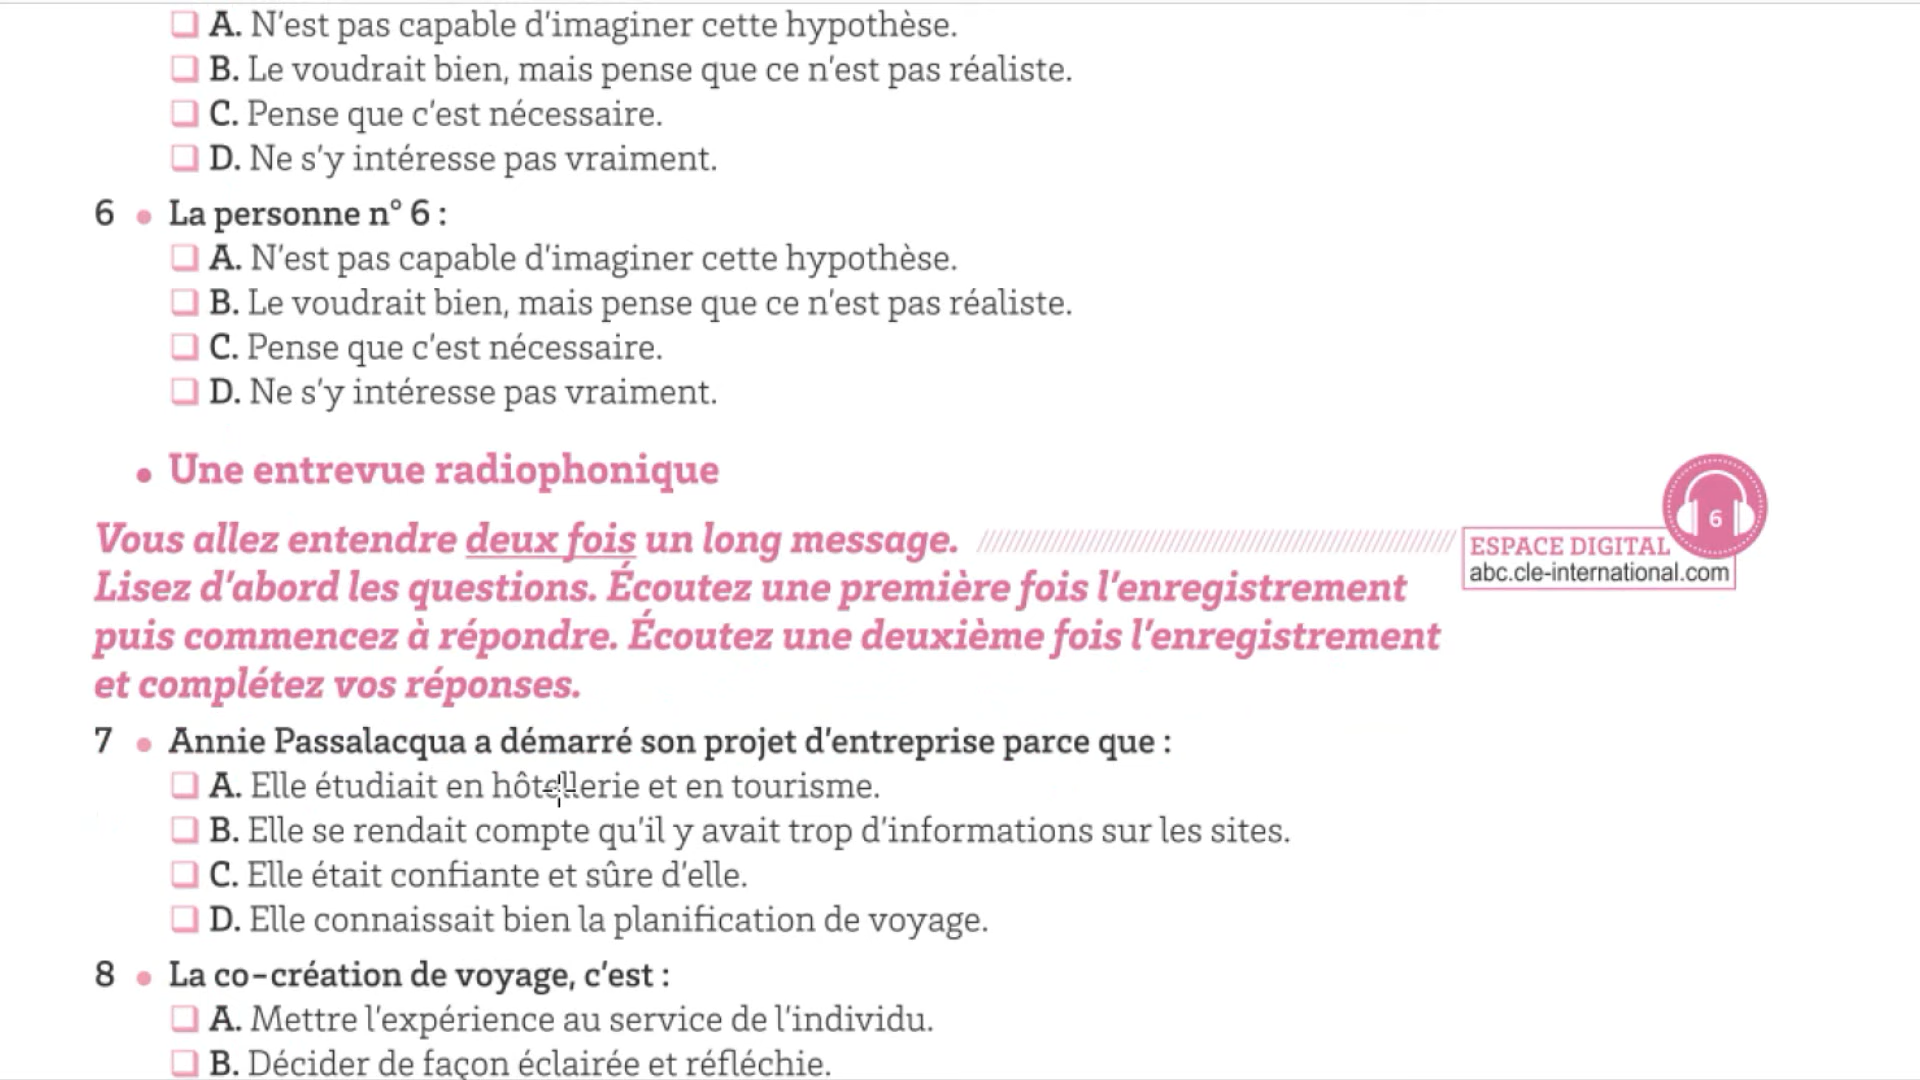 A. N'est pas capable d'imaginer cette hypothèse.
B. Le voudrait bien, mais pense que ce n'est pas réaliste.
C. Pense que c'est nécessaire.
D. Ne s'y intéresse pas vraiment.
6 • La personne n° 6 :
A. N'est pas capable d'imaginer cette hypothèse.
B. Le voudrait bien, mais pense que ce n'est pas réaliste.
C. Pense que c'est nécessaire.
D. Ne s'y intéresse pas vraiment.
• Une entrevue radiophonique
Vous allez entendre deux fois un long message.
6
ESPACE DIGITAL
abc.cle-international.com
Lisez d'abord les questions. Écoutez une première fois l'enregistrement
puis commencez à répondre. Écoutez une deuxième fois l'enregistrement
et complétez vos réponses.
7 • Annie Passalacqua a démarré son projet d'entreprise parce que :
A. Elle étudiait en hôtellerie et en tourisme.
B. Elle se rendait compte qu'il y avait trop d'informations sur les sites.
C. Elle était confiante et sûre d'elle.
D. Elle connaissait bien la planification de voyage.
8 • La co-création de voyage, c'est :
A. Mettre l'expérience au service de l'individu.
B. Décider de façon éclairée et réfléchie.